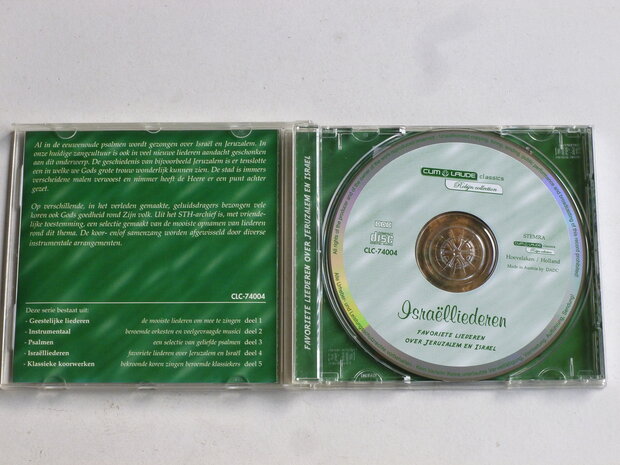 Al in de eeuwenoude psalmen wordt gezongen over Israël en Jeruzalem. In
onze huidige zangcultuur is ook in veel nieuwe liederen aandacht geschonken
aan dit onderwerp. De geschiedenis van bijvoorbeeld Jeruzalem is er tenslotte
een in welke we Gods grote trouw wonderlijk kunnen zien. De stad is immers
verscheidene malen verwoest en nimmer heeft de Heere er een punt achter
gezet.
Op verschillende, in het verleden gemaakte, geluidsdragers bezongen vele
koren ook Gods goedheid rond Zijn volk. Uit het STH-archief is, met vriende-
lijke toestemming, een selectie gemaakt van de mooiste opnamen van liederen
rond dit thema. De koor- en/of samenzang worden afgewisseld door diverse
instrumentale arrangementen.
CLC-74004
Deze serie bestaat uit:
- Geestelijke liederen de mooiste liederen om mee te zingen deel 1
- Instrumentaal beroemde orkesten en veelgevraagde musici deel 2
- Psalmen een selectie van geliefde psalmen deel 3
- Israëlliederen favoriete liederen over Jeruzalem en Israël deel 4
- Klassieke koorwerken bekroonde koren zingen beroemde klassiekers deel 5
FAVORIETE LIEDEREN OVER JERUZALEM EN ISRAEL
CUM LAUDE classics
Robijn collection
disc
CLC-74004
STEMRA
CUM LAUDE classics
Hoevelaken / Holland
Made in Austria by DADC
Israëlliederen
FAVORIETE LIEDEREN
OVER JERUZALEM EN ISRAEL